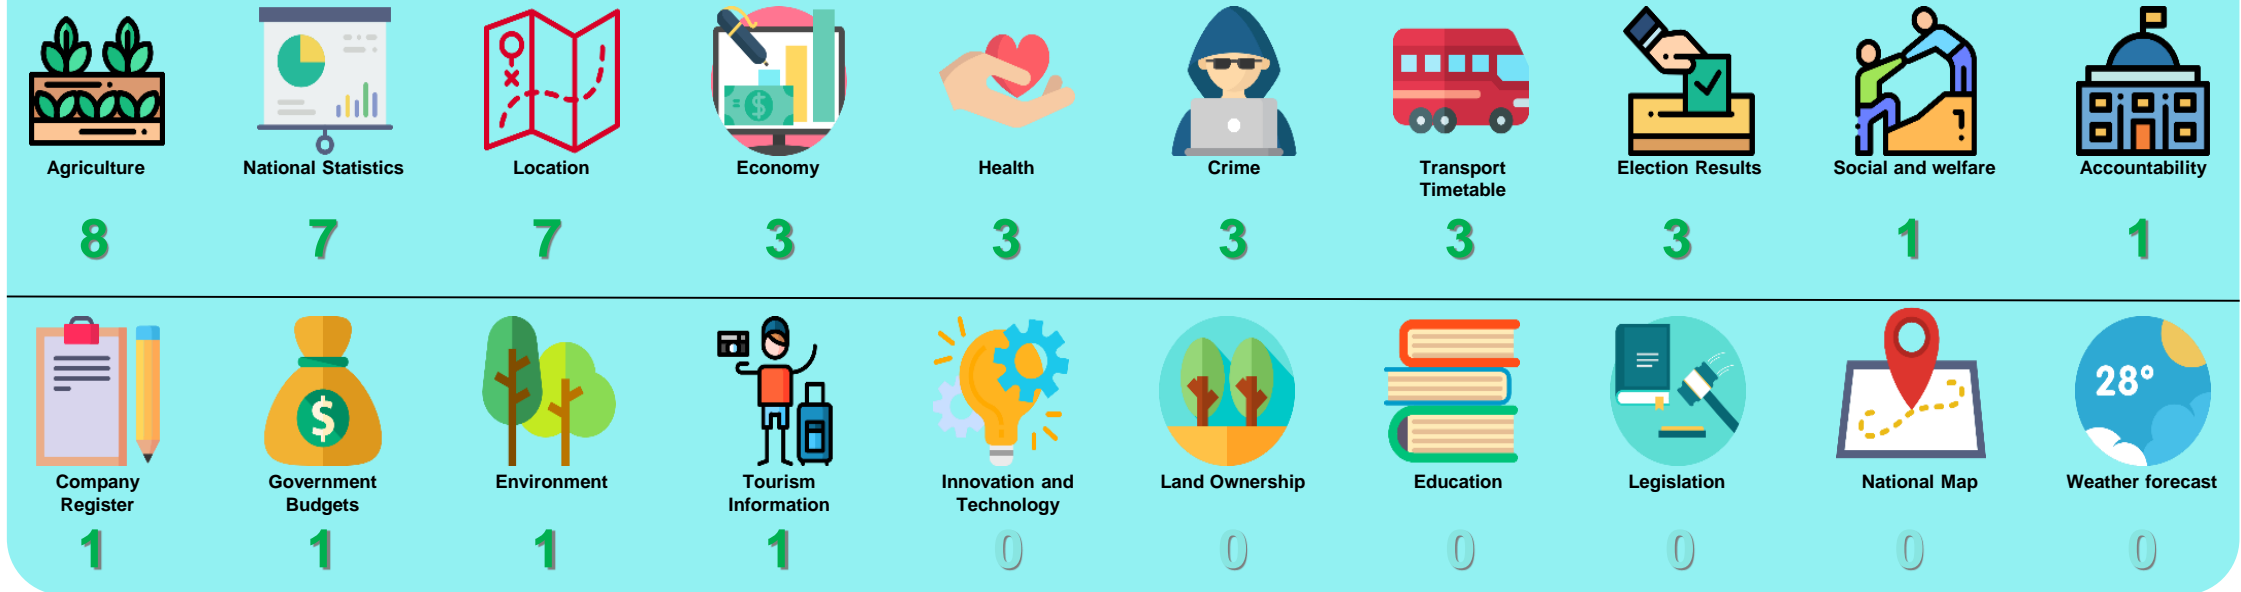 Agriculture
National Statistics
Location
Economy
Health
Crime
Transport
Timetable
Election Results
Social and welfare
Accountability
8
7
7
3
3
3
3
3
1
1
28°
Company
Register
Government
Budgets
Environment
Tourism
Information
Innovation and
Technology
Land Ownership
Education
Legislation
National Map
Weather forecast
1
1
1
1
0
0
0
0
0
0